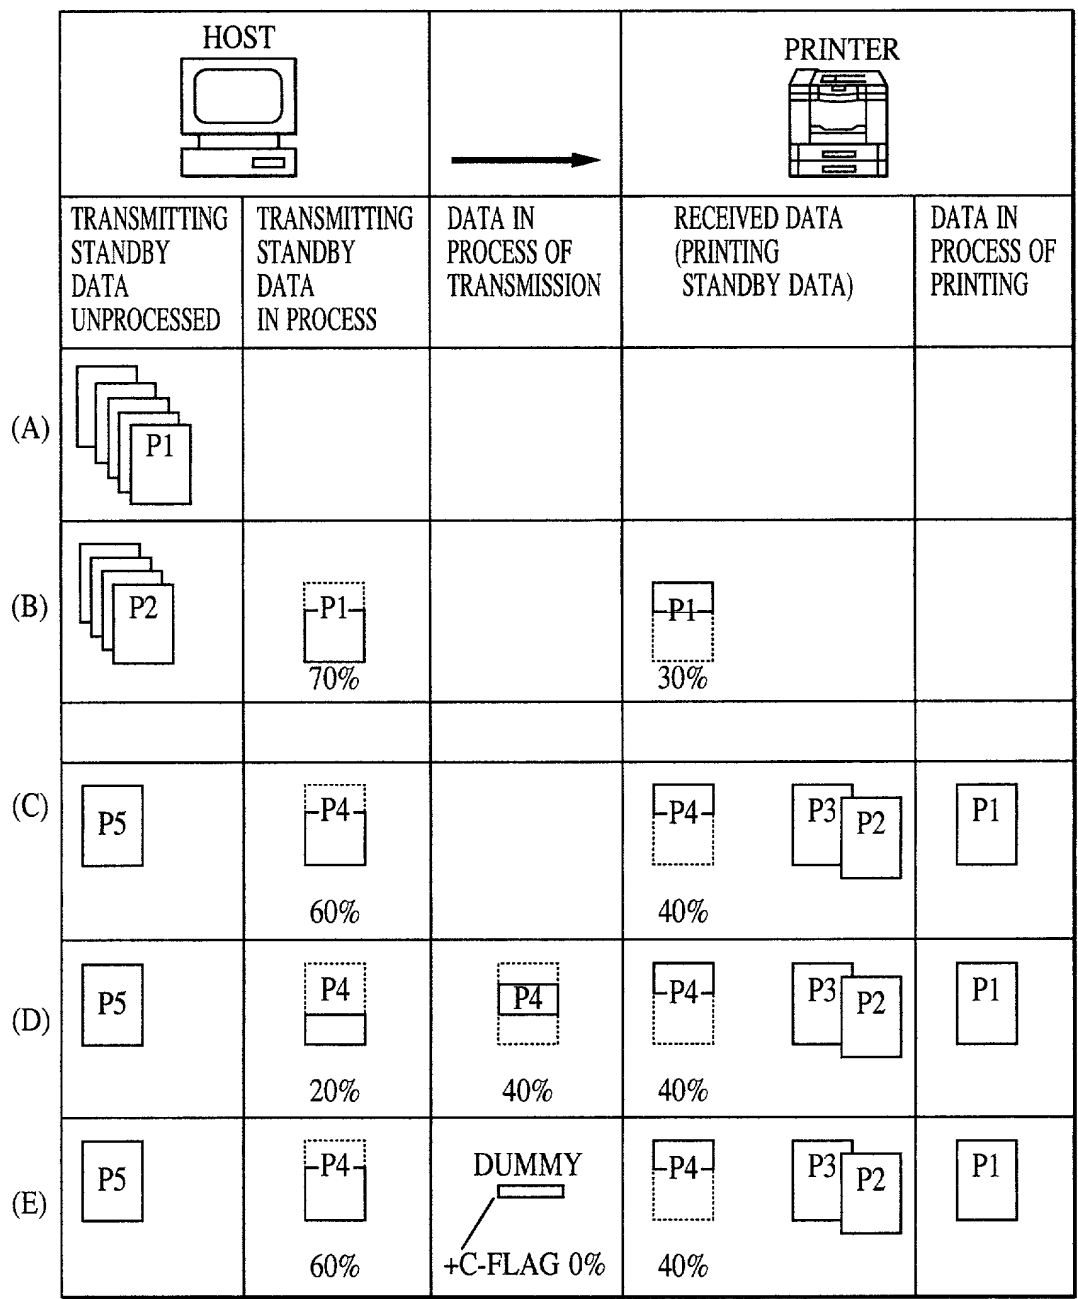 HOST
PRINTER
TRANSMITTING
STANDBY
DATA
UNPROCESSED
TRANSMITTING
STANDBY
DATA
IN PROCESS
DATA IN
PROCESS OF
TRANSMISSION
RECEIVED DATA
(PRINTING
STANDBY DATA)
DATA IN
PROCESS OF
PRINTING
(A)
P1
(B)
P2
P1
70%
P1
30%
(C)
P5
P4
60%
P4
40%
P3
P2
P1
(D)
P5
P4
20%
P4
40%
P4
40%
P3
P2
P1
(E)
P5
P4
60%
DUMMY
+C-FLAG 0%
P4
40%
P3
P2
P1